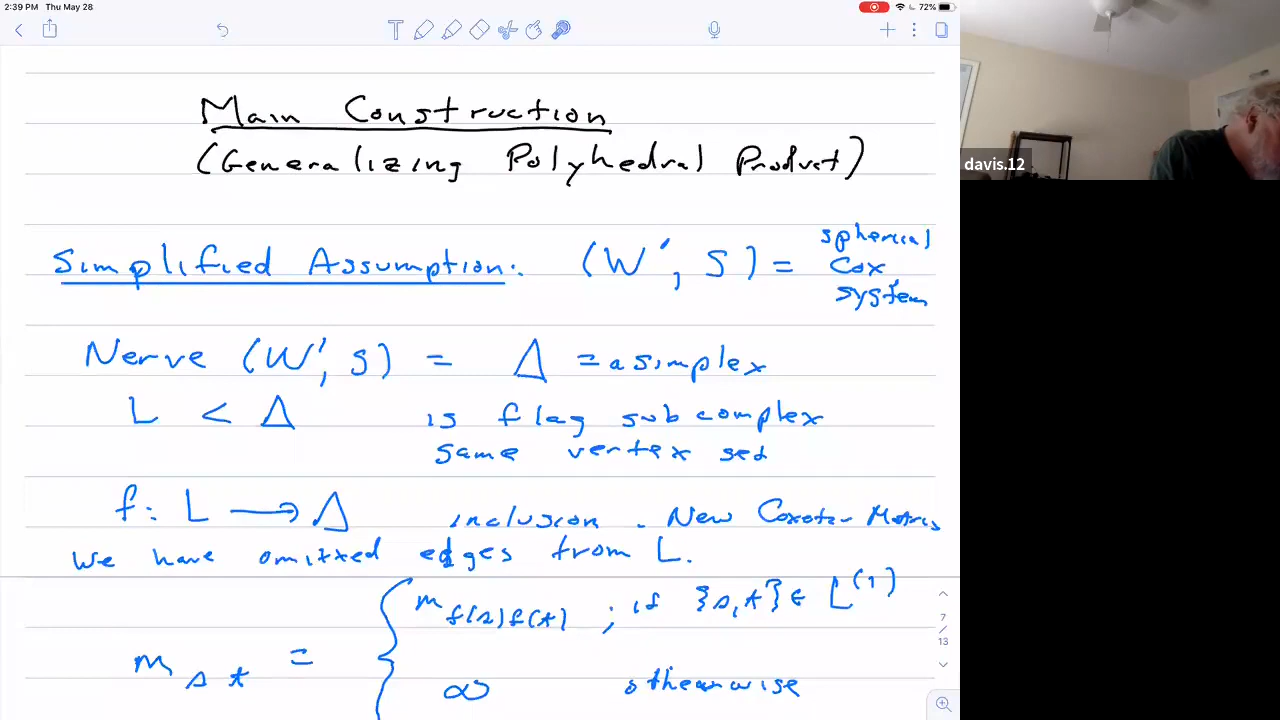 2:39 PM Thu May 28
72%
Main Construction
(Generalizing Polyhedral Product)
Simplified Assumption: (W', S) = spherical Cox system
Nerve (W', S) = Δ = a simplex
L < Δ is flag subcomplex
same vertex set
f: L → Δ inclusion. New Coxeter Matrix
We have omitted edges from L.
m_{st} = { m_{f(s)f(t)} ; if {s,t} ∈ L^{(1)}
∞ otherwise
7
/
13
davis.12